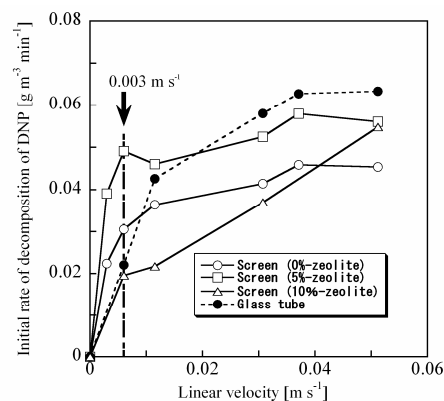 Initial rate of decomposition of DNP [g m⁻³ min⁻¹]
0.08
0.06
0.04
0.02
0
0.003 m s⁻¹
Screen (0%-zeolite)
Screen (5%-zeolite)
Screen (10%-zeolite)
Glass tube
0
0.02
0.04
0.06
Linear velocity [m s⁻¹]